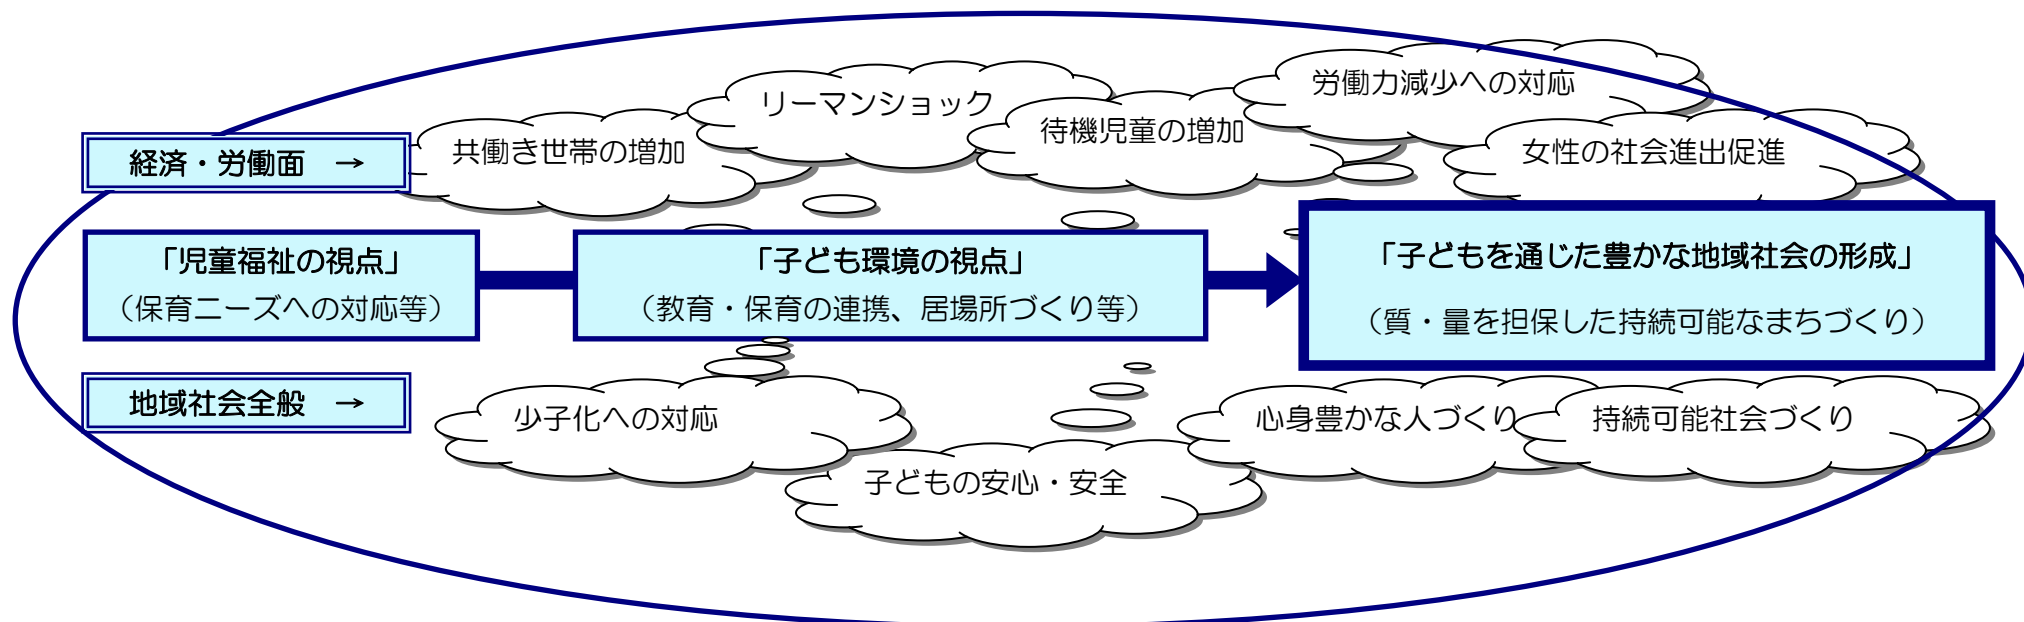 経済・労働面　→
共働き世帯の増加
リーマンショック
待機児童の増加
労働力減少への対応
女性の社会進出促進
「児童福祉の視点」
（保育ニーズへの対応等）
「子ども環境の視点」
（教育・保育の連携、居場所づくり等）
「子どもを通じた豊かな地域社会の形成」
（質・量を担保した持続可能なまちづくり）
地域社会全般　→
少子化への対応
子どもの安心・安全
心身豊かな人づくり
持続可能社会づくり